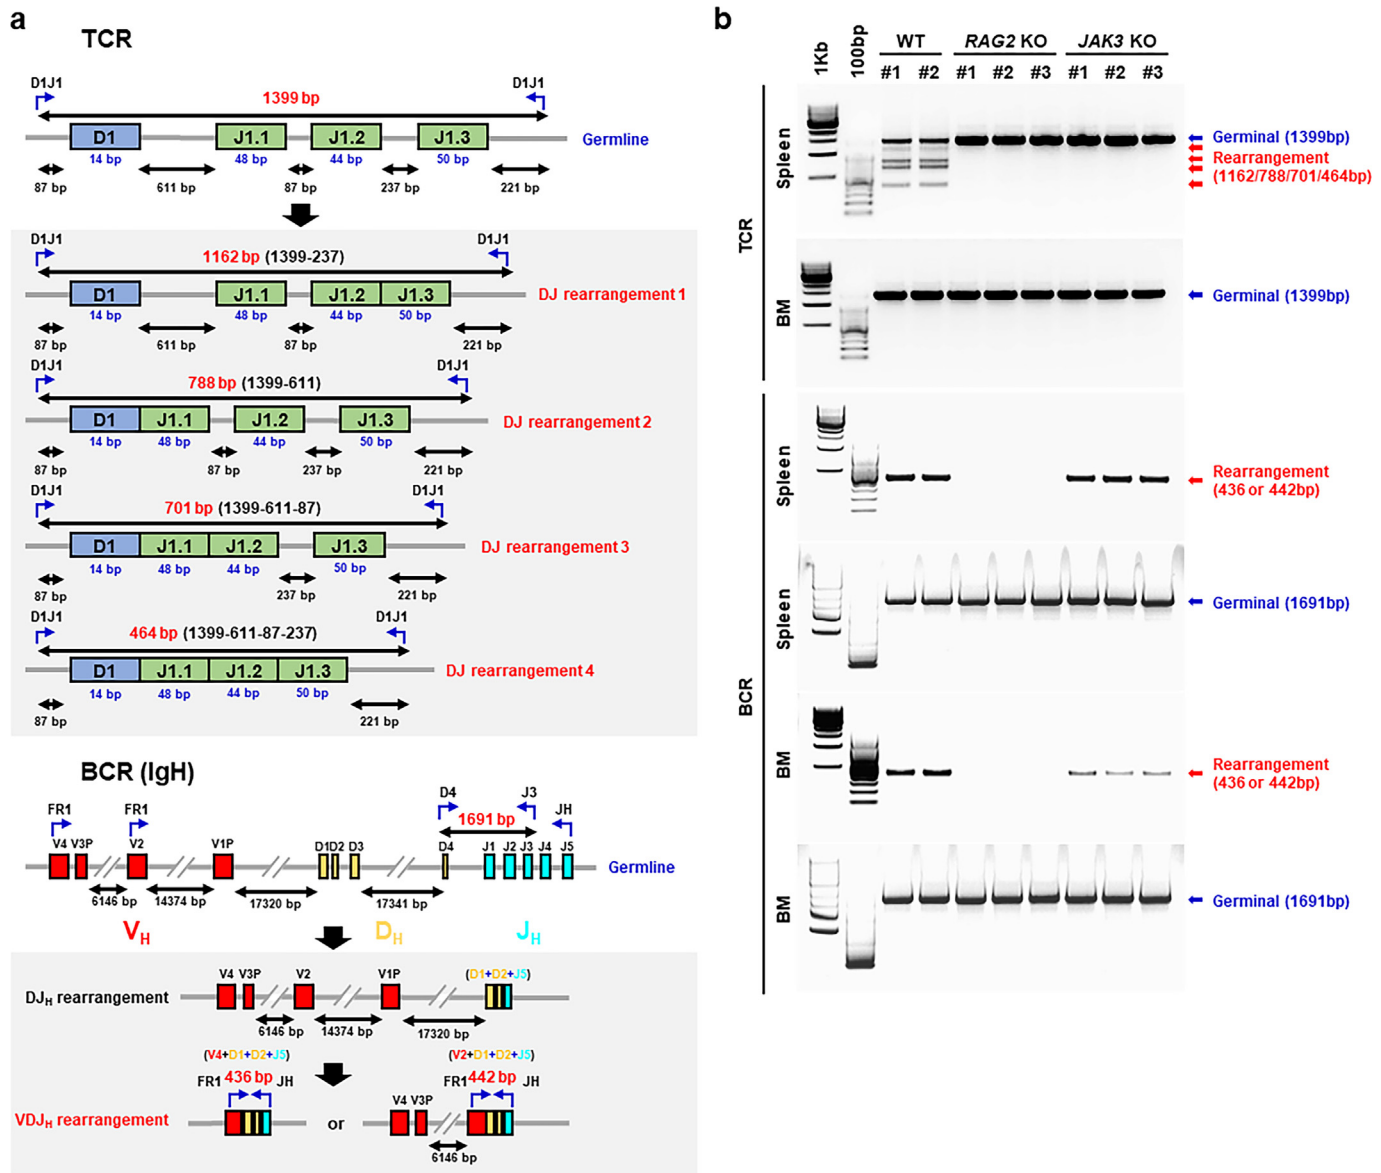 a
TCR
D1J1 D1J1
1399 bp
D1 J1.1 J1.2 J1.3 Germline
14 bp 48 bp 44 bp 50 bp
87 bp 611 bp 87 bp 237 bp 221 bp
D1J1 D1J1
1162 bp (1399-237)
D1 J1.1 J1.2 J1.3 DJ rearrangement 1
14 bp 48 bp 44 bp 50 bp
87 bp 611 bp 87 bp 221 bp
D1J1 D1J1
788 bp (1399-611)
D1 J1.1 J1.2 J1.3 DJ rearrangement 2
14 bp 48 bp 44 bp 50 bp
87 bp 87 bp 237 bp 221 bp
D1J1 D1J1
701 bp (1399-611-87)
D1 J1.1 J1.2 J1.3 DJ rearrangement 3
14 bp 48 bp 44 bp 50 bp
87 bp 237 bp 221 bp
D1J1 D1J1
464 bp (1399-611-87-237)
D1 J1.1 J1.2 J1.3 DJ rearrangement 4
14 bp 48 bp 44 bp 50 bp
87 bp 221 bp
BCR (IgH)
FR1 FR1 D4 J3 JH
1691 bp
V4 V3P V2 V1P D1 D2 D3 D4 J1 J2 J3 J4 J5
Germline
6146 bp 14374 bp 17320 bp 17341 bp
VH DH JH
V4 V3P V2 V1P (D1+D2+J5)
DJH rearrangement
6146 bp 14374 bp 17320 bp
(V4+D1+D2+J5) (V2+D1+D2+J5)
FR1 436 bp JH FR1 442 bp JH
V4 V3P
VDJH rearrangement or
6146 bp
b
1Kb 100bp WT RAG2 KO JAK3 KO
#1 #2 #1 #2 #3 #1 #2 #3
TCR
Spleen
Germinal (1399bp)
Rearrangement
(1162/788/701/464bp)
BM
Germinal (1399bp)
BCR
Spleen
Rearrangement
(436 or 442bp)
Spleen
Germinal (1691bp)
BM
Rearrangement
(436 or 442bp)
BM
Germinal (1691bp)